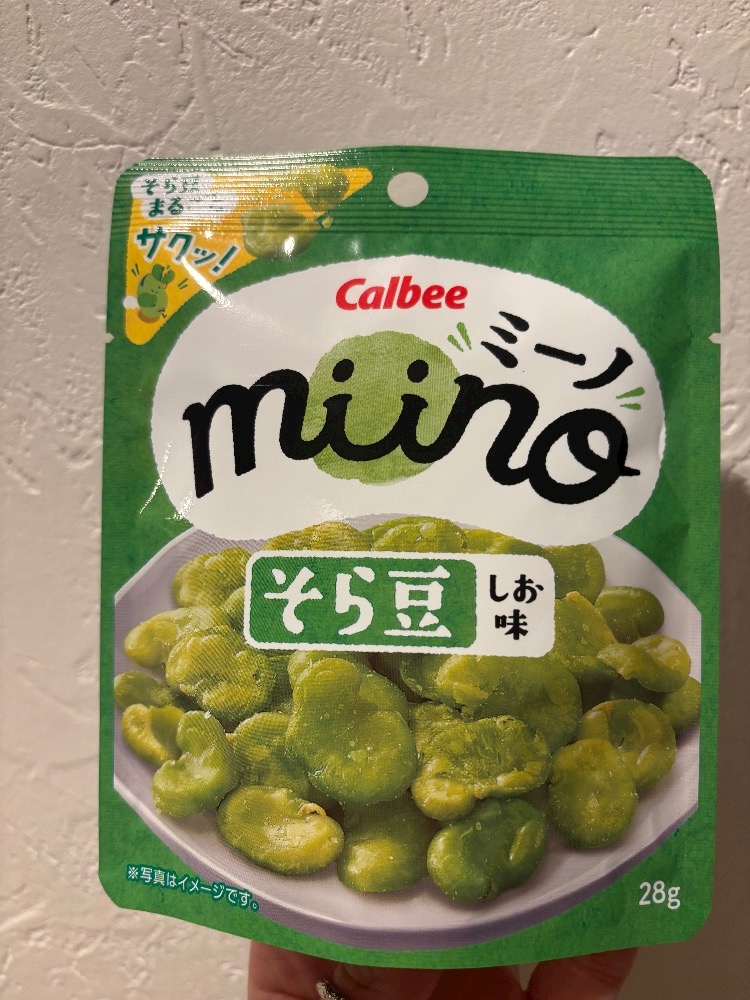 そら豆
まるごと
サクッ!
Calbee
ミーノ
miino
そら豆
しお
味
※写真はイメージです。
28g